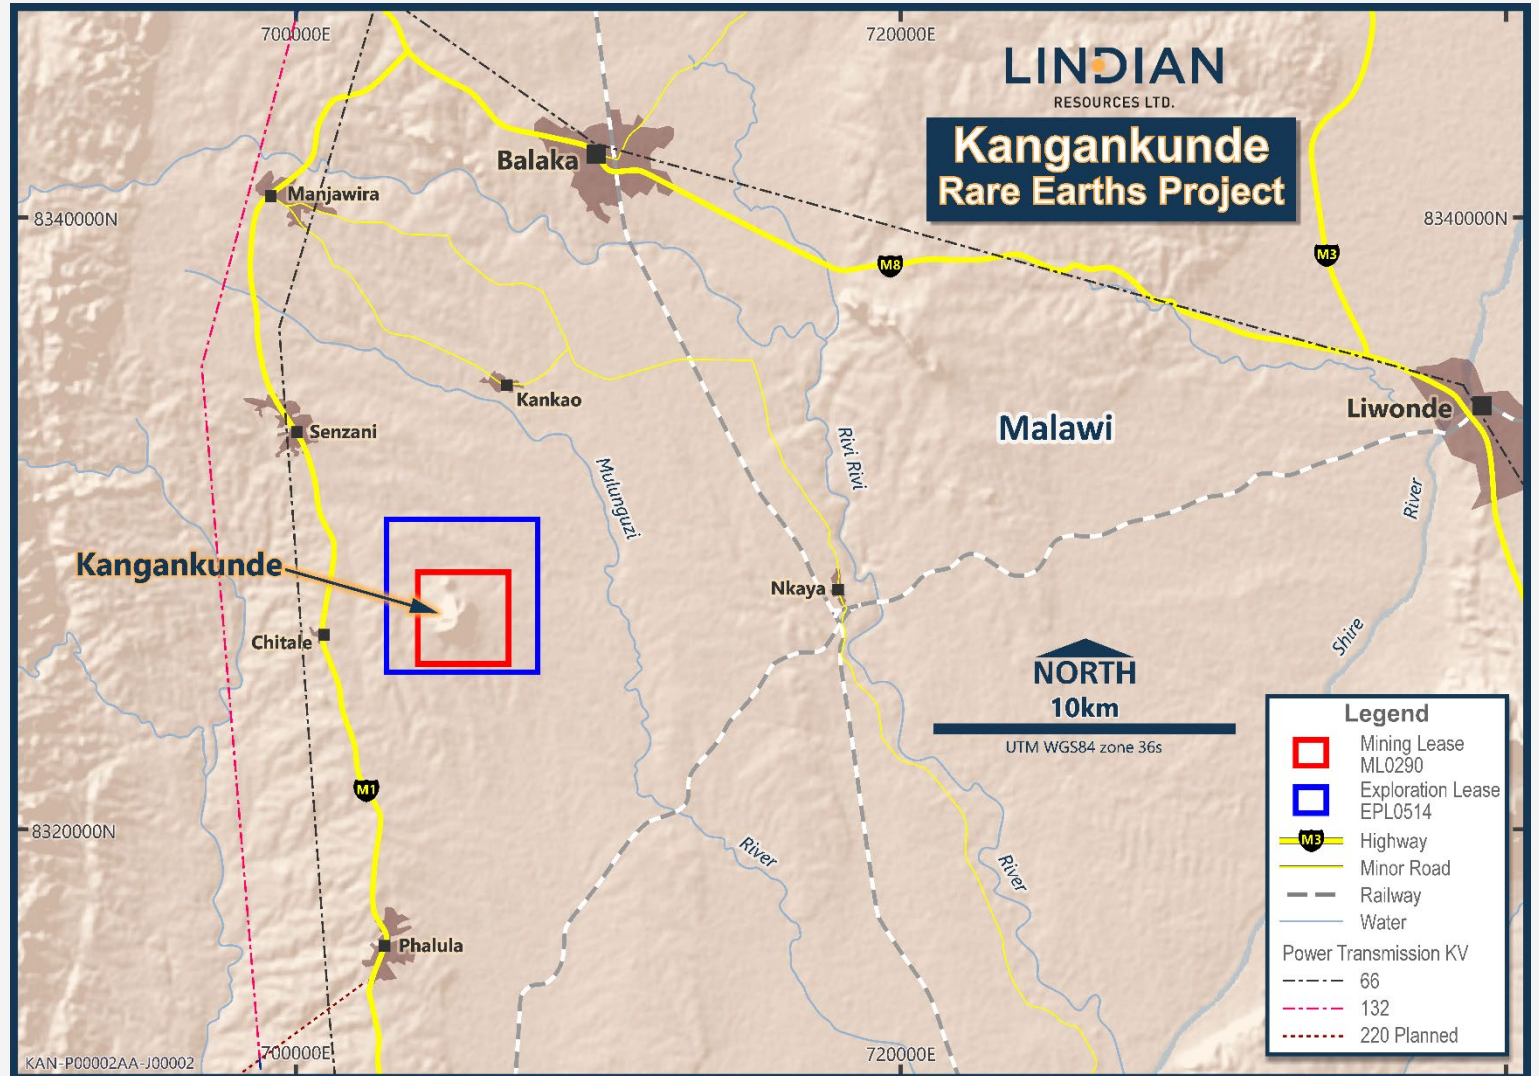 700000E
720000E
LINDIAN
RESOURCES LTD.
Kangankunde
Rare Earths Project
Balaka
Manjawira
8340000N
8340000N
M3
M8
Kankao
Liwonde
Senzani
Malawi
Rivi Rivi
Mulunguzi
River
Kangankunde
Nkaya
Chitale
Shire
NORTH
10km
UTM WGS84 zone 36s
M1
8320000N
River
River
Phalula
Legend
Mining Lease
ML0290
Exploration Lease
EPL0514
M3
Highway
Minor Road
Railway
Water
Power Transmission KV
66
132
220 Planned
700000E
720000E
KAN-P00002AA-J00002